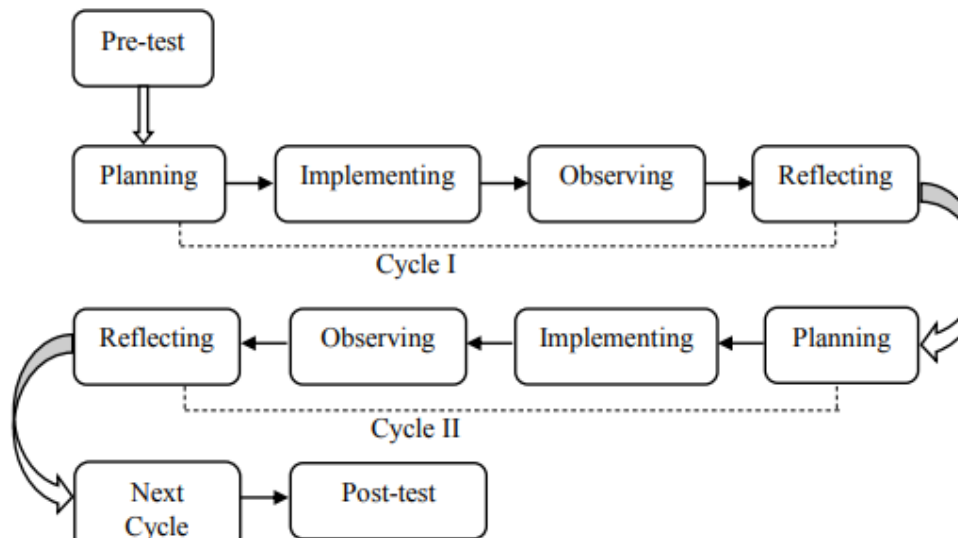 Pre-test
Planning
Implementing
Observing
Reflecting
Cycle I
Reflecting
Observing
Implementing
Planning
Cycle II
Next
Cycle
Post-test